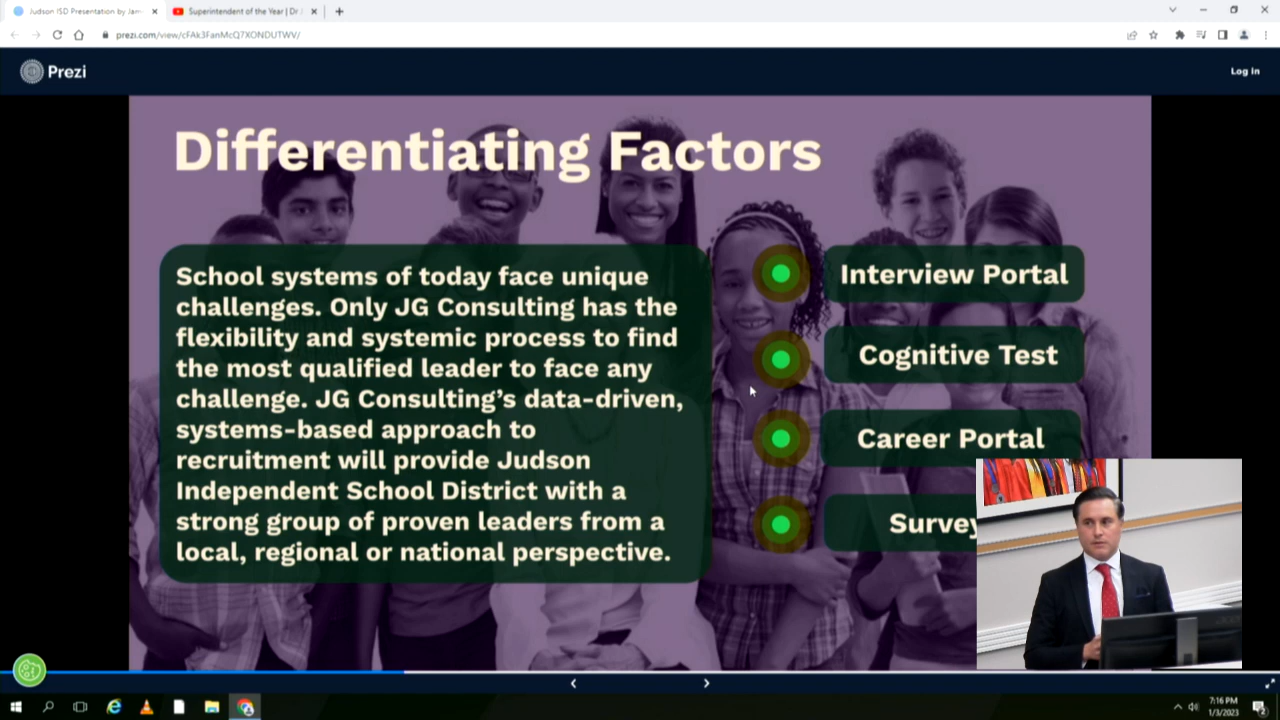 Judson ISD Presentation by Jam
Superintendent of the Year | Dr J
prezi.com/view/cFAk3FanMcQ7XONDUTWV/
Prezi
Log in
Differentiating Factors
School systems of today face unique
challenges. Only JG Consulting has the
flexibility and systemic process to find
the most qualified leader to face any
challenge. JG Consulting’s data-driven,
systems-based approach to
recruitment will provide Judson
Independent School District with a
strong group of proven leaders from a
local, regional or national perspective.
Interview Portal
Cognitive Test
Career Portal
Survey
7:16 PM
1/3/2023
2